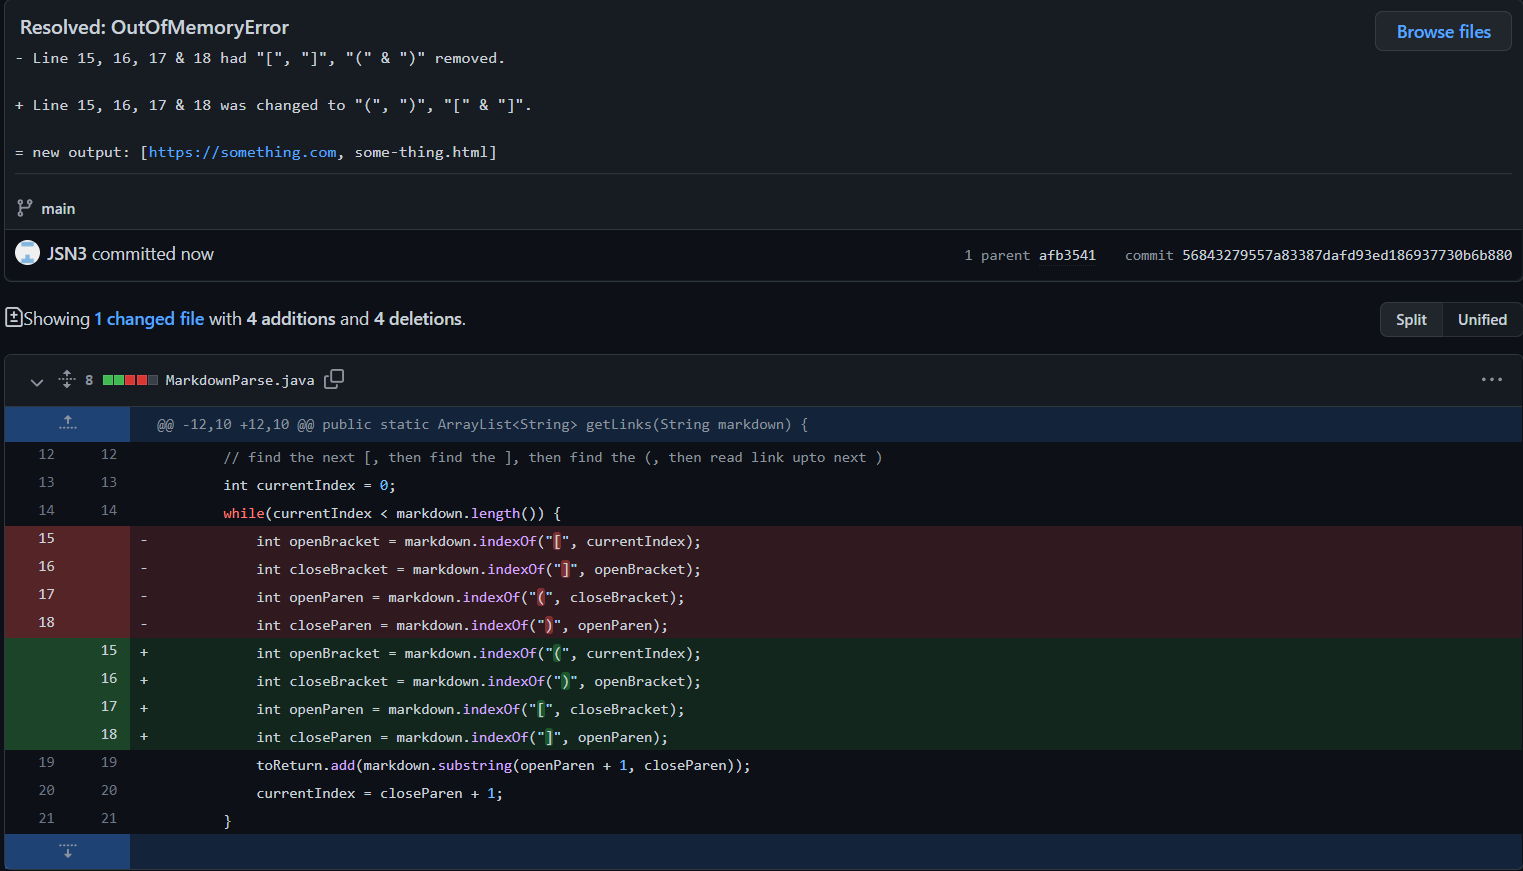 Resolved: OutOfMemoryError
Browse files
- Line 15, 16, 17 & 18 had "[", "]", "(" & ")" removed.
+ Line 15, 16, 17 & 18 was changed to "(", ")", "[" & "]".
= new output: [https://something.com, some-thing.html]
main
JSN3 committed now
1 parent afb3541 commit 56843279557a83387dafd93ed186937730b6b880
Showing 1 changed file with 4 additions and 4 deletions.
Split Unified
8 MarkdownParse.java
@@ -12,10 +12,10 @@ public static ArrayList<String> getLinks(String markdown) {
12 12 // find the next [, then find the ], then find the (, then read link upto next )
13 13 int currentIndex = 0;
14 14 while(currentIndex < markdown.length()) {
15 - int openBracket = markdown.indexOf("[", currentIndex);
16 - int closeBracket = markdown.indexOf("]", openBracket);
17 - int openParen = markdown.indexOf("(", closeBracket);
18 - int closeParen = markdown.indexOf(")", openParen);
15 + int openBracket = markdown.indexOf("(", currentIndex);
16 + int closeBracket = markdown.indexOf(")", openBracket);
17 + int openParen = markdown.indexOf("[", closeBracket);
18 + int closeParen = markdown.indexOf("]", openParen);
19 19 toReturn.add(markdown.substring(openParen + 1, closeParen));
20 20 currentIndex = closeParen + 1;
21 21 }